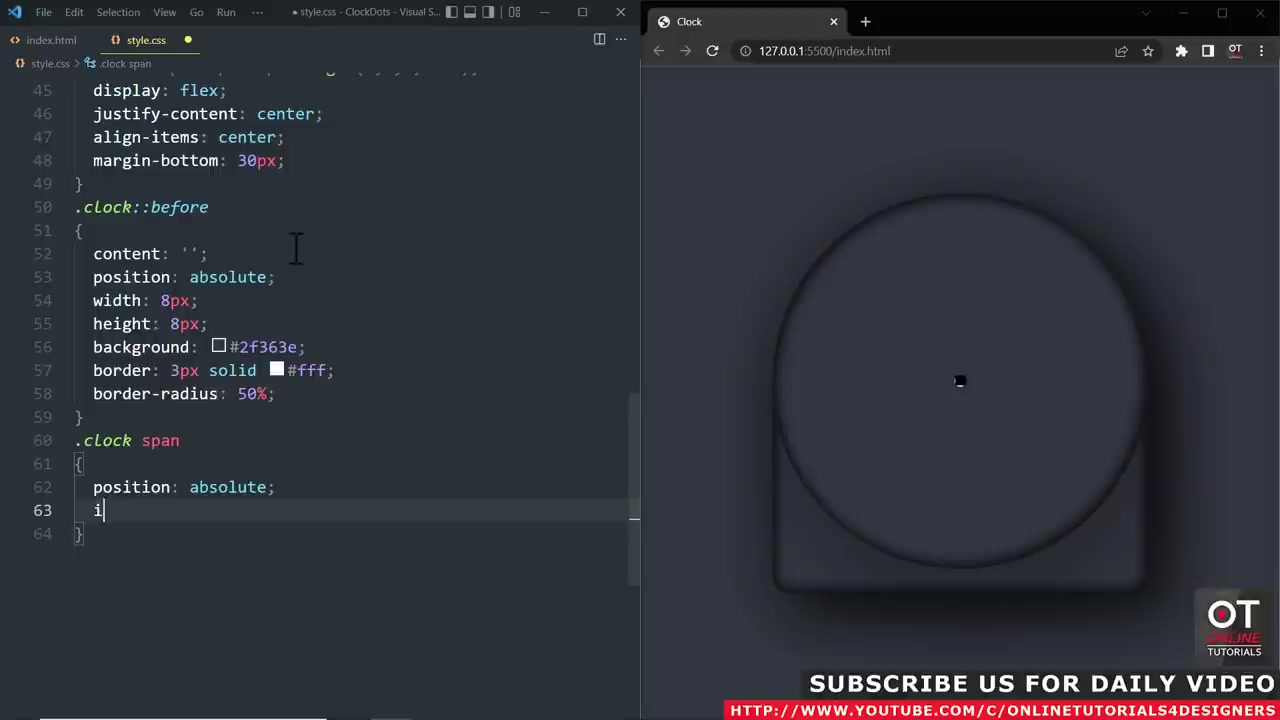 File Edit Selection View Go Run ··· ● style.css - ClockDots - Visual S...
index.html style.css ●
style.css > .clock span
45 display: flex;
46 justify-content: center;
47 align-items: center;
48 margin-bottom: 30px;
49 }
50 .clock::before
51 {
52 content: '';
53 position: absolute;
54 width: 8px;
55 height: 8px;
56 background: #2f363e;
57 border: 3px solid #fff;
58 border-radius: 50%;
59 }
60 .clock span
61 {
62 position: absolute;
63 i
64 }
Clock
127.0.0.1:5500/index.html
OT
OT
ONLINE
TUTORIALS
SUBSCRIBE US FOR DAILY VIDEO
WWW.YOUTUBE.COM/C/ONLINETUTORIALS4DESIGNERS